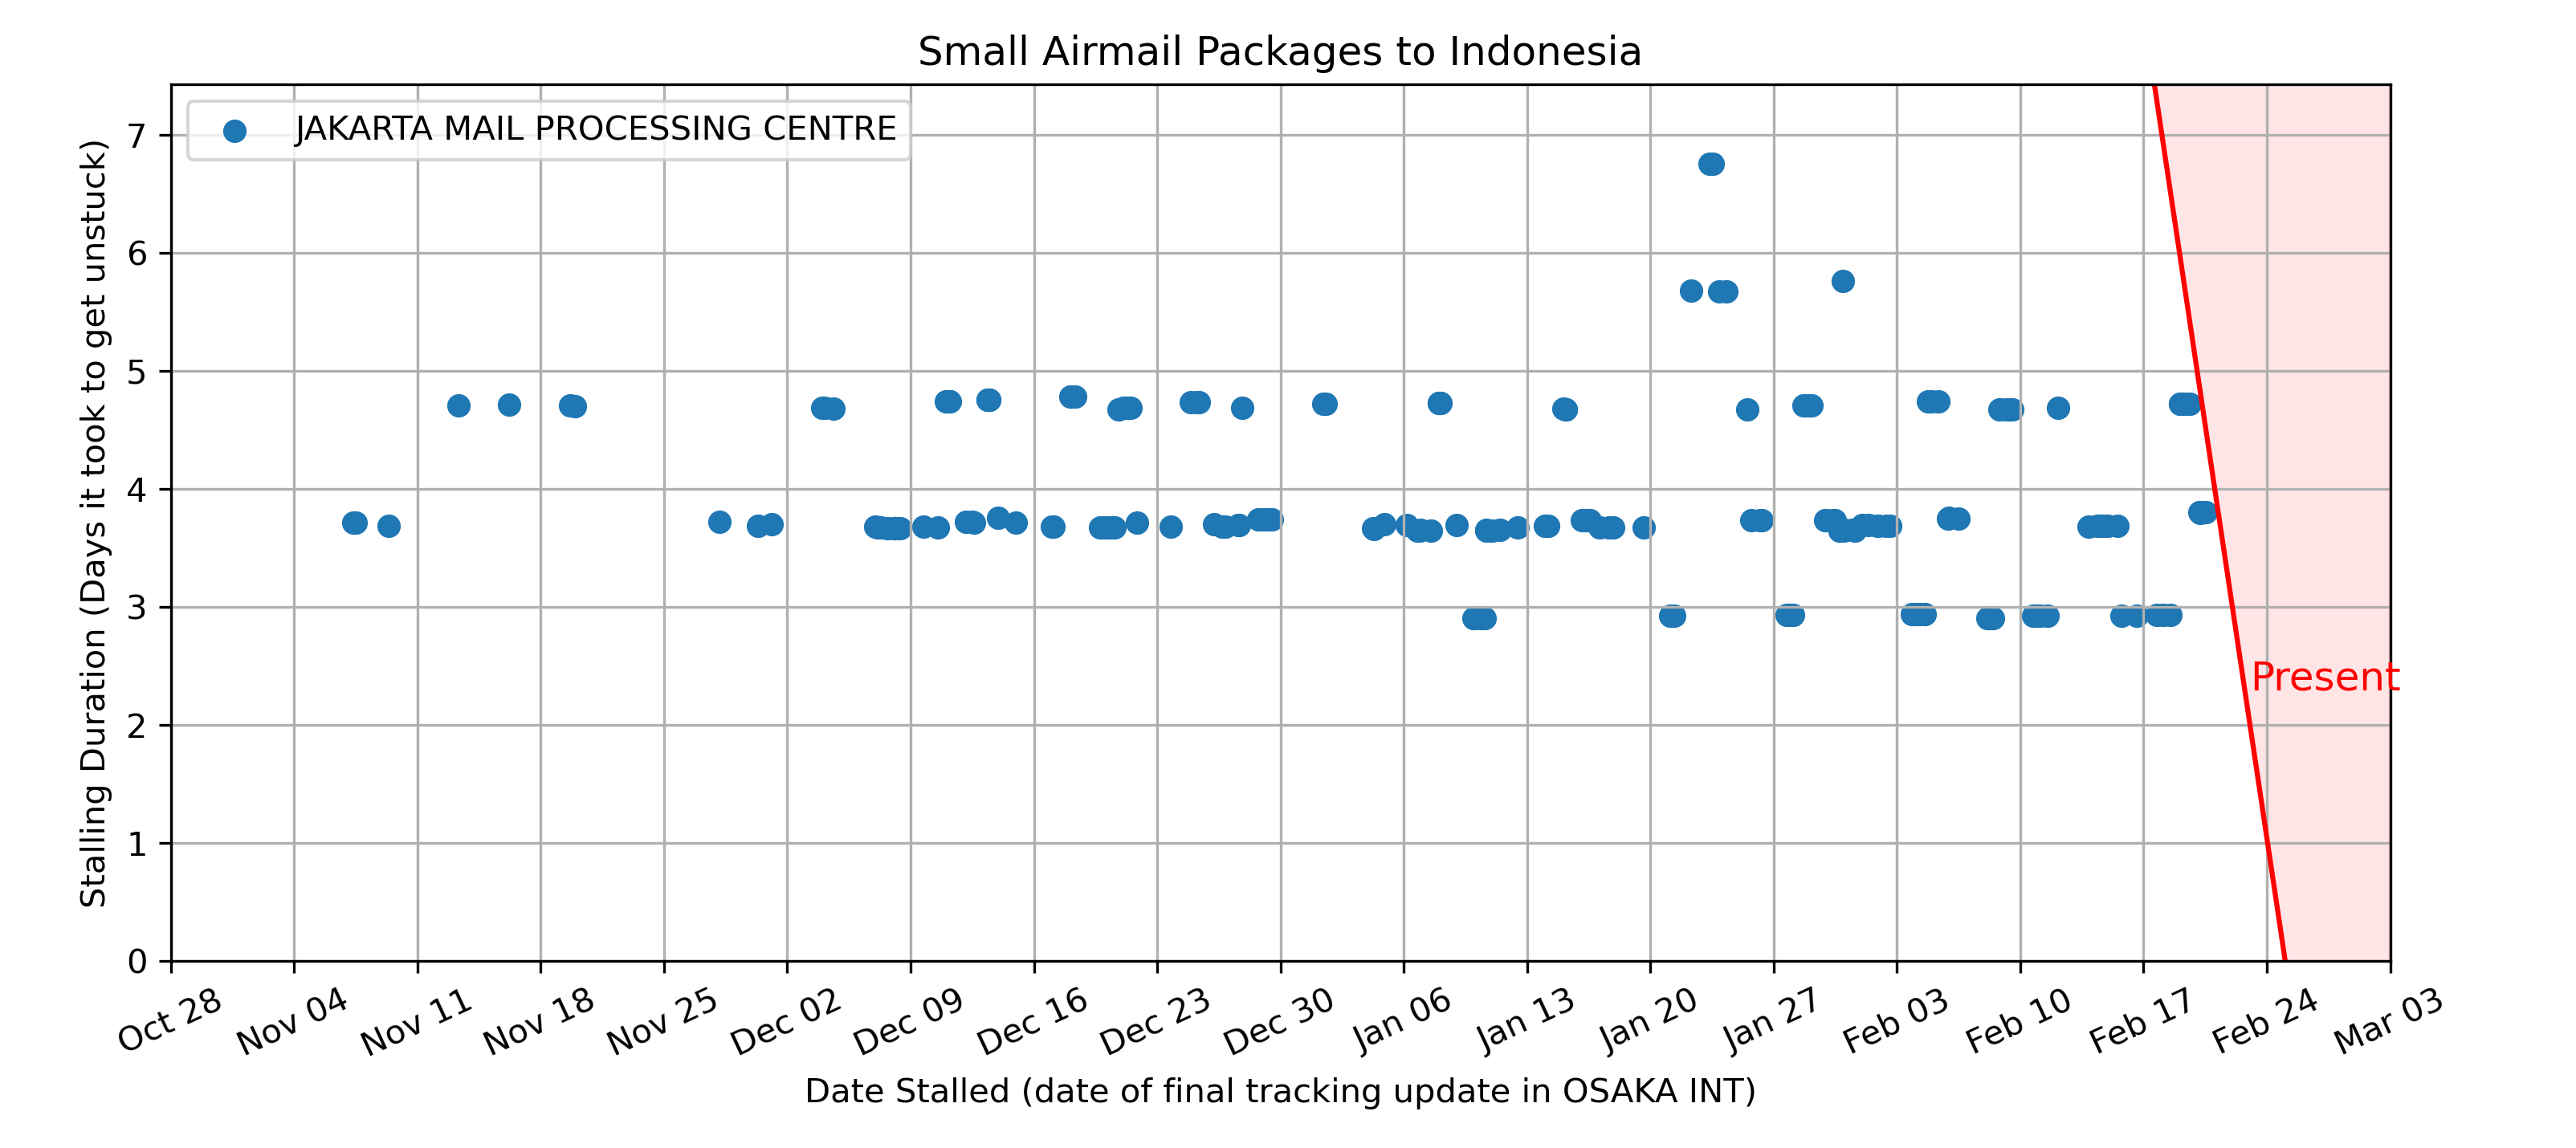 Small Airmail Packages to Indonesia
JAKARTA MAIL PROCESSING CENTRE
Stalling Duration (Days it took to get unstuck)
7
6
5
4
3
2
1
0
Present
Oct 28
Nov 04
Nov 11
Nov 18
Nov 25
Dec 02
Dec 09
Dec 16
Dec 23
Dec 30
Jan 06
Jan 13
Jan 20
Jan 27
Feb 03
Feb 10
Feb 17
Feb 24
Mar 03
Date Stalled (date of final tracking update in OSAKA INT)